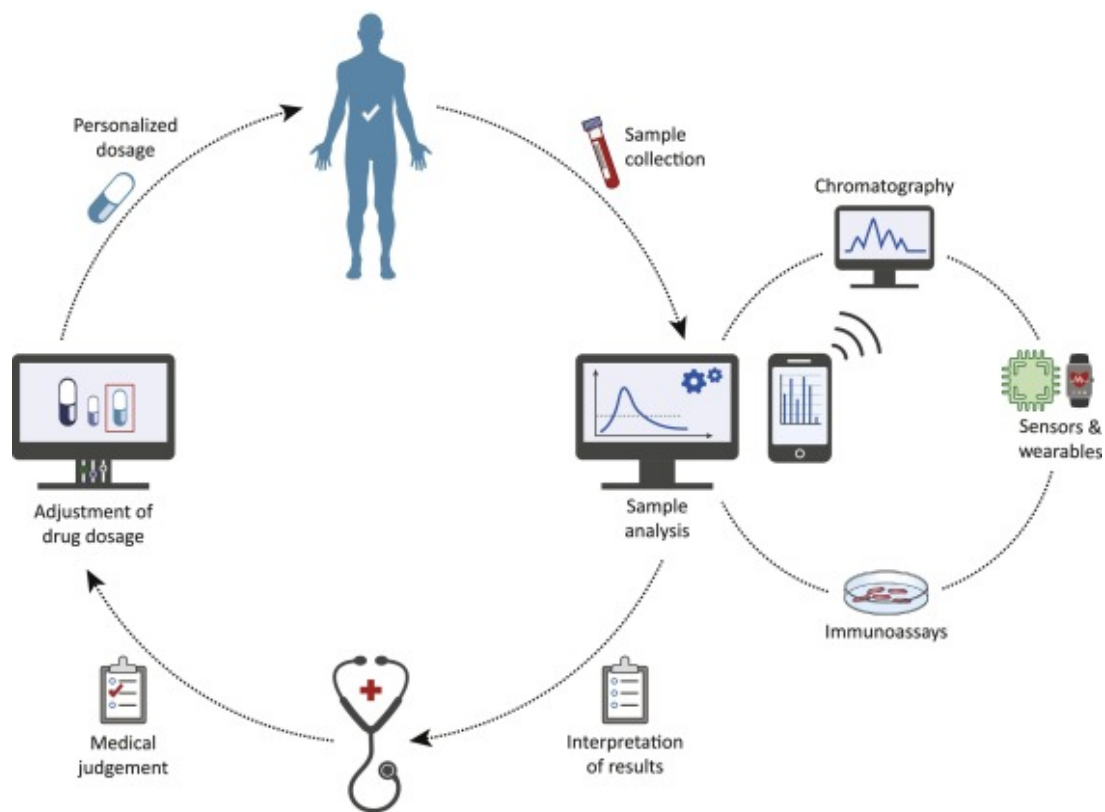 Personalized
dosage
Sample
collection
Chromatography
Sensors &
wearables
Sample
analysis
Adjustment of
drug dosage
Immunoassays
Medical
judgement
Interpretation
of results